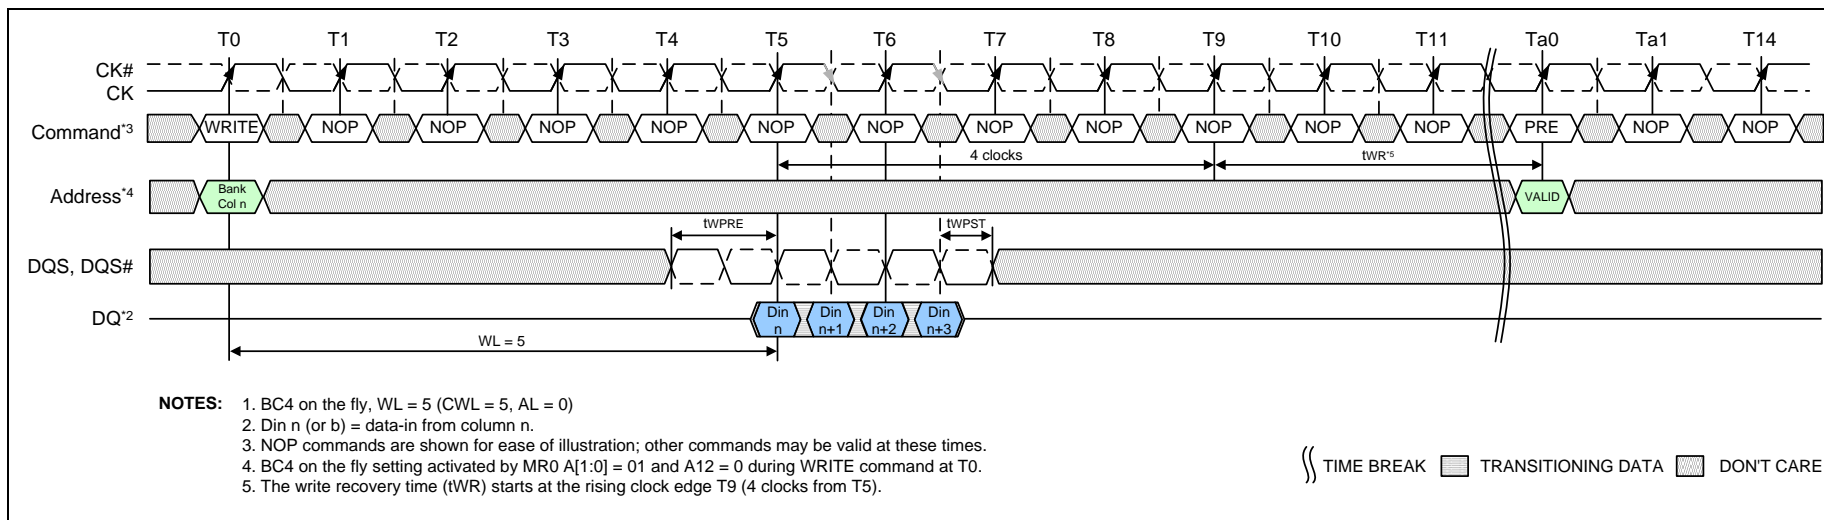 T0 T1 T2 T3 T4 T5 T6 T7 T8 T9 T10 T11 Ta0 Ta1 T14
CK#
CK
Command*3 WRITE NOP NOP NOP NOP NOP NOP NOP NOP NOP NOP NOP PRE NOP NOP
4 clocks tWR*5
Address*4 Bank Col n VALID
tWPRE tWPST
DQS, DQS#
DQ*2 Din n Din n+1 Din n+2 Din n+3
WL = 5
NOTES: 1. BC4 on the fly, WL = 5 (CWL = 5, AL = 0)
2. Din n (or b) = data-in from column n.
3. NOP commands are shown for ease of illustration; other commands may be valid at these times.
4. BC4 on the fly setting activated by MR0 A[1:0] = 01 and A12 = 0 during WRITE command at T0.
5. The write recovery time (tWR) starts at the rising clock edge T9 (4 clocks from T5).
TIME BREAK TRANSITIONING DATA DON'T CARE